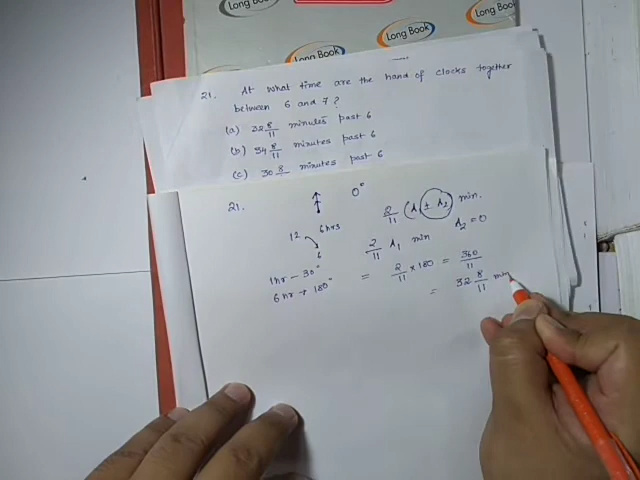 Long Book
Long Book
Long Book
Long Book
21. At what time are the hand of clocks together
between 6 and 7 ?
(a) 32 8/11 minutes past 6
(b) 34 8/11 minutes past 6
(c) 30 8/11 minutes past 6
21.
0°
2/11 (A ± A₂) min.
12 6hrs
6
2/11 A₁ min A₂ = 0
1hr – 30°
= 2/11 × 180 = 360/11
6hr → 180°
= 32 8/11 min